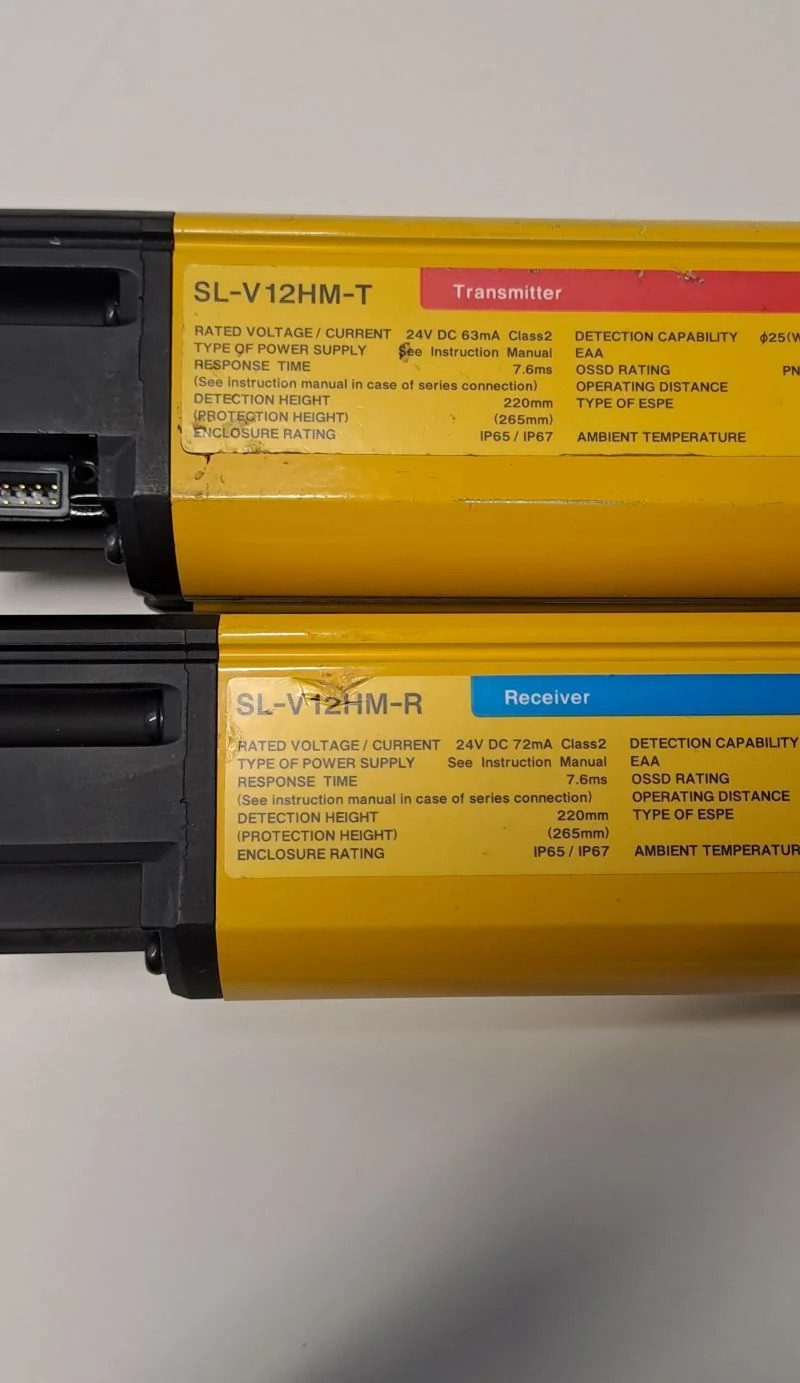 SL-V12HM-T Transmitter
RATED VOLTAGE / CURRENT 24V DC 63mA Class2 DETECTION CAPABILITY ϕ25(W
TYPE OF POWER SUPPLY See Instruction Manual EAA
RESPONSE TIME 7.6ms OSSD RATING PN
(See instruction manual in case of series connection) OPERATING DISTANCE
DETECTION HEIGHT 220mm TYPE OF ESPE
(PROTECTION HEIGHT) (265mm)
ENCLOSURE RATING IP65 / IP67 AMBIENT TEMPERATURE
SL-V12HM-R Receiver
RATED VOLTAGE / CURRENT 24V DC 72mA Class2 DETECTION CAPABILITY
TYPE OF POWER SUPPLY See Instruction Manual EAA
RESPONSE TIME 7.6ms OSSD RATING
(See instruction manual in case of series connection) OPERATING DISTANCE
DETECTION HEIGHT 220mm TYPE OF ESPE
(PROTECTION HEIGHT) (265mm)
ENCLOSURE RATING IP65 / IP67 AMBIENT TEMPERATUR